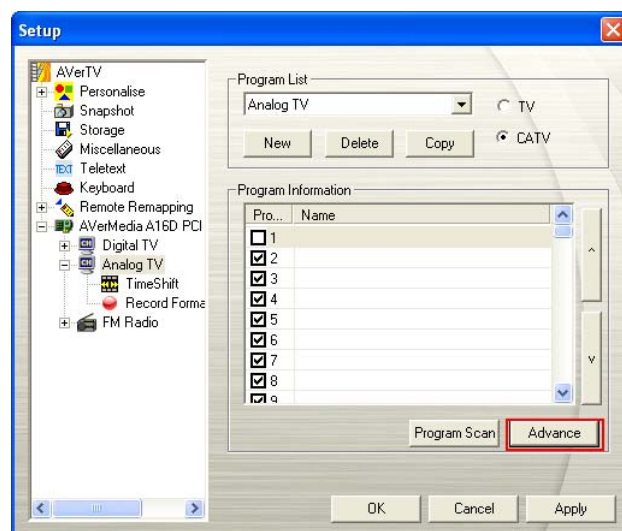 Setup
AVerTV
Personalise
Snapshot
Storage
Miscellaneous
TEXT Teletext
Keyboard
Remote Remapping
AVerMedia A16D PCI
Digital TV
Analog TV
TimeShift
Record Forma
FM Radio
Program List
Analog TV
TV
New Delete Copy
CATV
Program Information
Pro... Name
1
2
3
4
5
6
7
8
9
Program Scan Advance
OK Cancel Apply